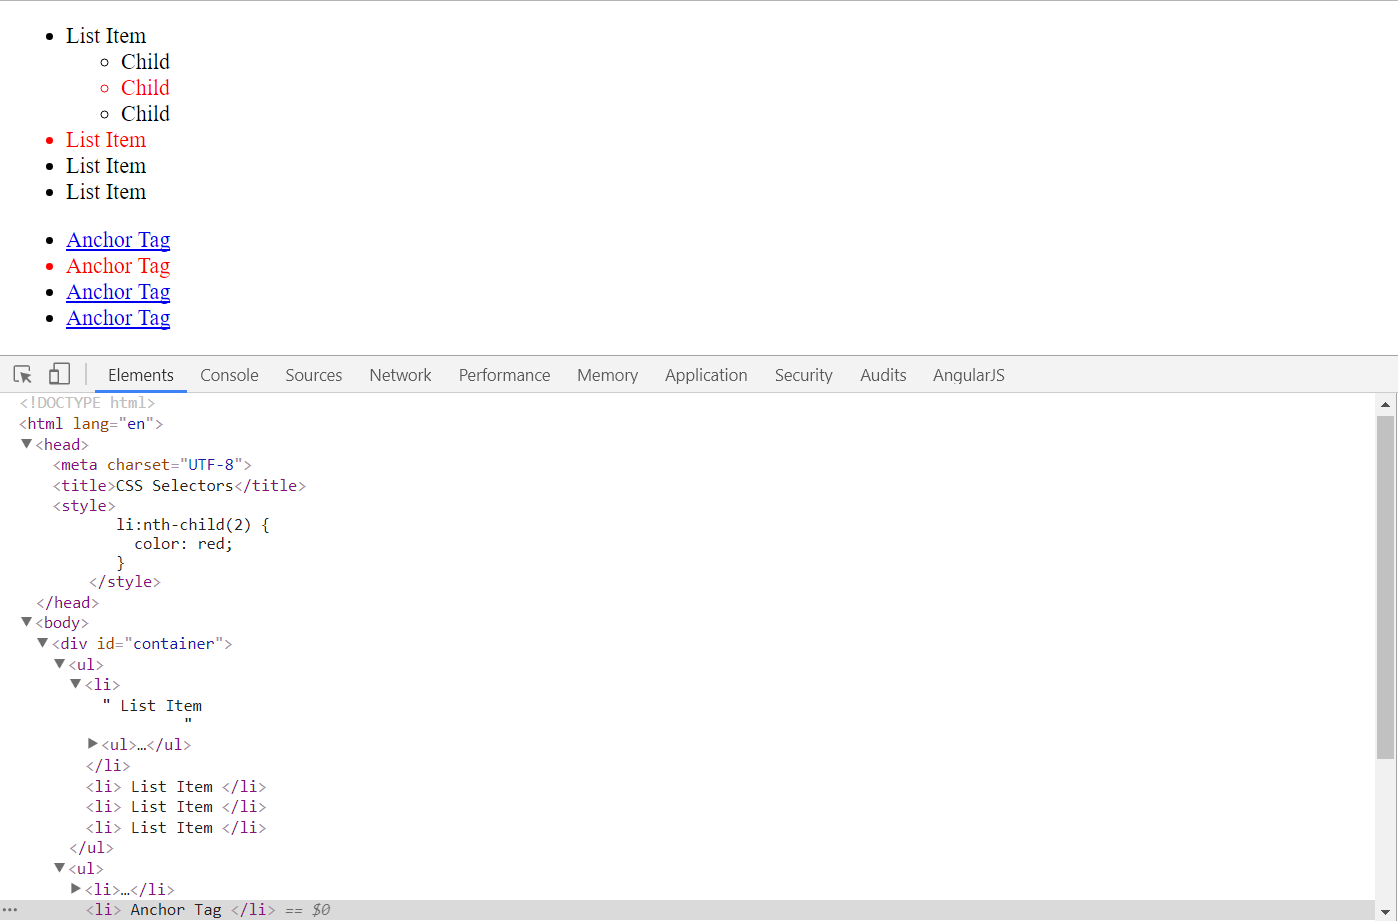 List Item
Child
Child
Child
List Item
List Item
List Item
Anchor Tag
Anchor Tag
Anchor Tag
Anchor Tag
Elements Console Sources Network Performance Memory Application Security Audits AngularJS
<!DOCTYPE html>
<html lang="en">
<head>
<meta charset="UTF-8">
<title>CSS Selectors</title>
<style>
li:nth-child(2) {
color: red;
}
</style>
</head>
<body>
<div id="container">
<ul>
<li>
" List Item
"
<ul>…</ul>
</li>
<li> List Item </li>
<li> List Item </li>
<li> List Item </li>
</ul>
<ul>
<li>…</li>
<li> Anchor Tag </li> == $0